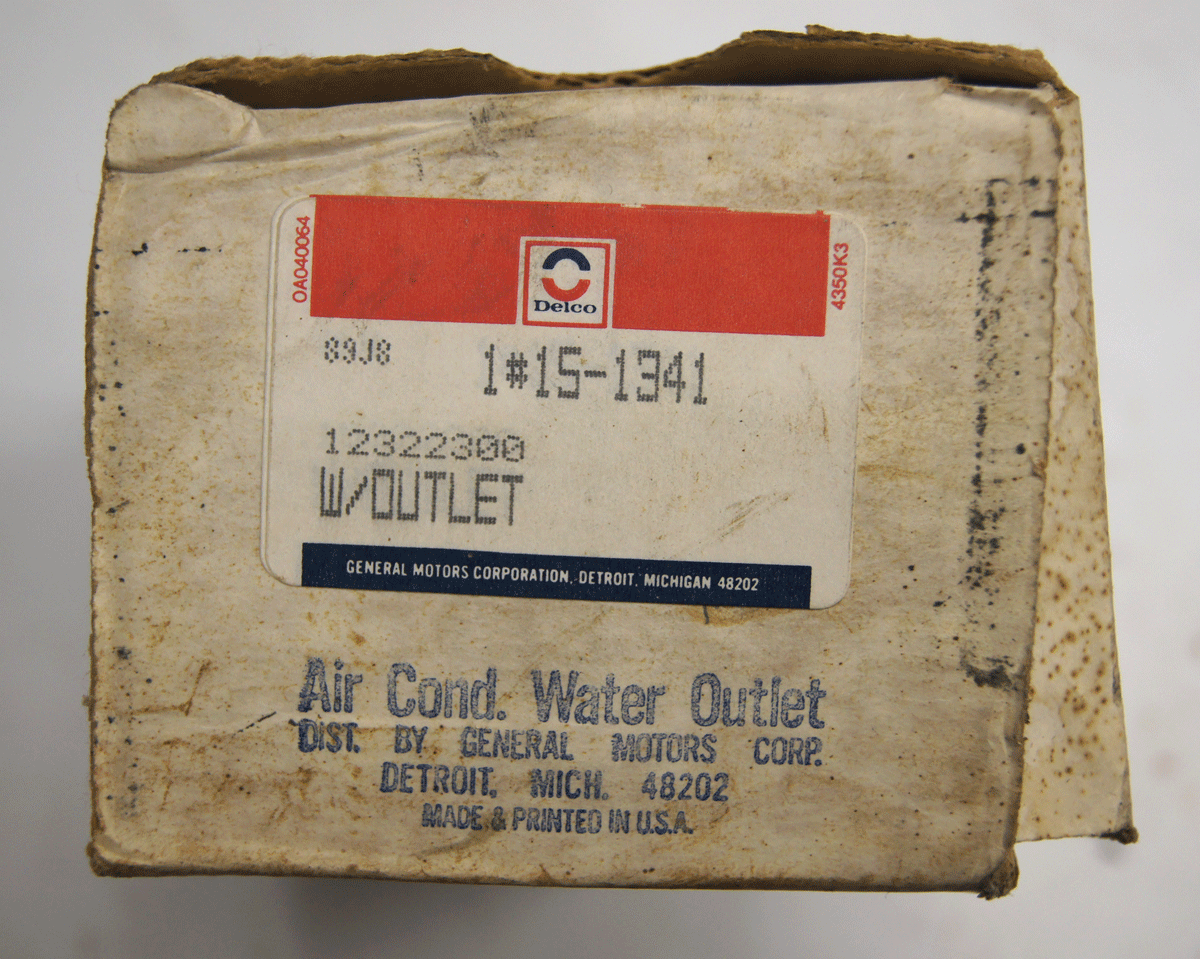 OA040064
Delco
4350K3
89J8
1#15-1341
12322300
W/OUTLET
GENERAL MOTORS CORPORATION, DETROIT, MICHIGAN 48202
Air Cond. Water Outlet
DIST. BY GENERAL MOTORS CORP.
DETROIT, MICH. 48202
MADE & PRINTED IN U.S.A.